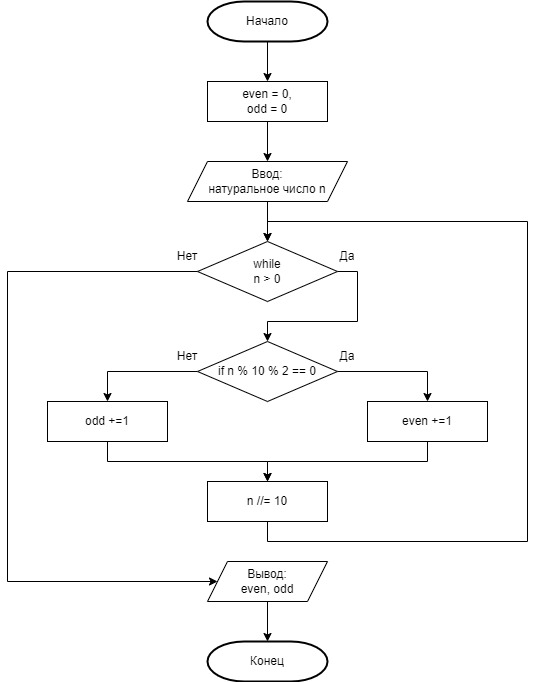 Начало
even = 0,
odd = 0
Ввод:
натуральное число n
Нет
Да
while
n > 0
Нет
Да
if n % 10 % 2 == 0
odd +=1
even +=1
n //= 10
Вывод:
even, odd
Конец